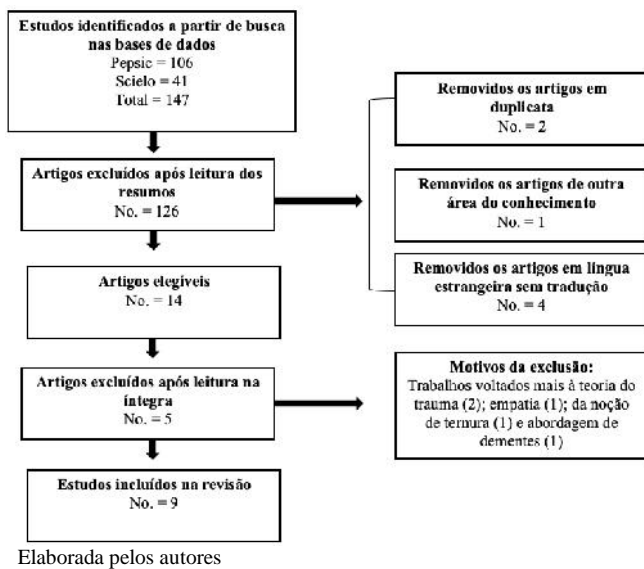 Estudos identificados a partir de busca
nas bases de dados
Pepsic = 106
Scielo = 41
Total = 147
Removidos os artigos em
duplicata
No. = 2
Artigos excluídos após leitura dos
resumos
No. = 126
Removidos os artigos de outra
área do conhecimento
No. = 1
Removidos os artigos em língua
estrangeira sem tradução
No. = 4
Artigos elegíveis
No. = 14
Artigos excluídos após leitura na
íntegra
No. = 5
Motivos da exclusão:
Trabalhos voltados mais à teoria do
trauma (2); empatia (1); da noção
de ternura (1) e abordagem de
dementes (1)
Estudos incluídos na revisão
No. = 9
Elaborada pelos autores